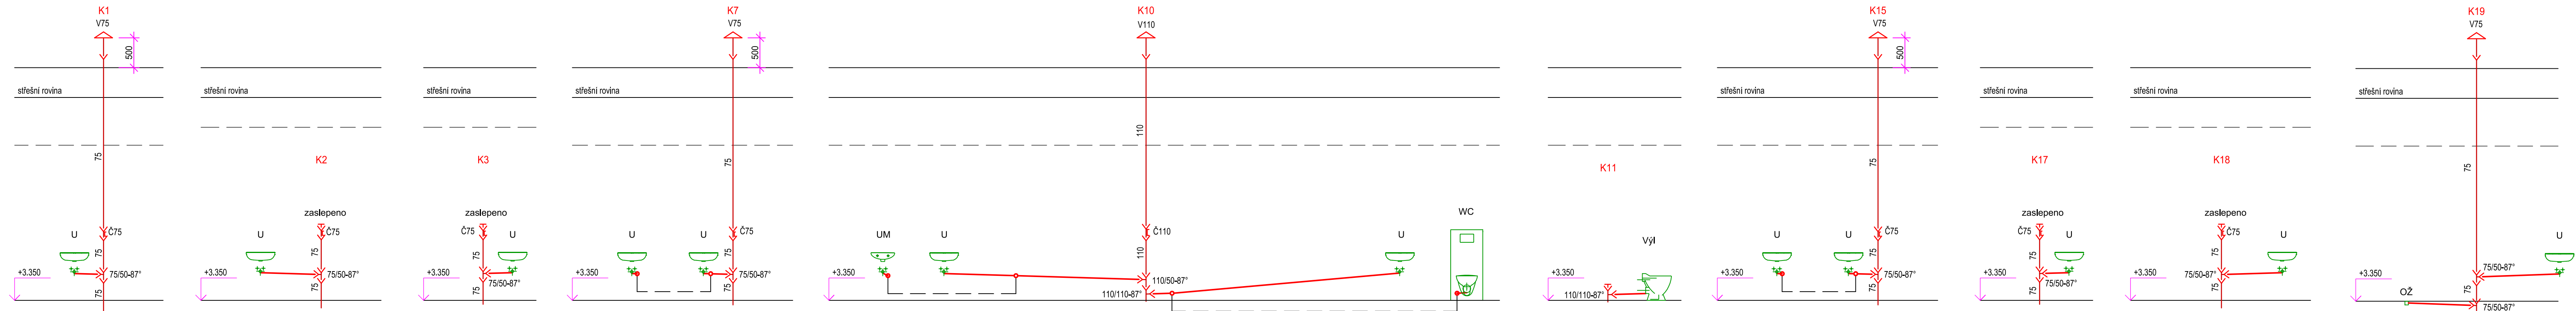 K1
V75
500
střešní rovina
75
U
Č75
75
+3.350
75/50-87°
75
střešní rovina
K2
zaslepeno
U
Č75
75
+3.350
75/50-87°
75
střešní rovina
K3
zaslepeno
Č75
U
75
+3.350
75/50-87°
K7
V75
500
střešní rovina
75
U
U
Č75
75
+3.350
75/50-87°
75
K10
V110
110
WC
Č110
UM
U
U
110
+3.350
110/50-87°
110/110-87°
K11
Výl
+3.350
110/110-87°
K15
V75
500
střešní rovina
75
U
U
Č75
75
+3.350
75/50-87°
75
střešní rovina
K17
zaslepeno
Č75
U
75
+3.350
75/50-87°
75
střešní rovina
K18
zaslepeno
Č75
U
75
+3.350
75/50-87°
75
K19
V75
střešní rovina
75
U
75/50-87°
+3.350
75
OŽ
75/50-87°